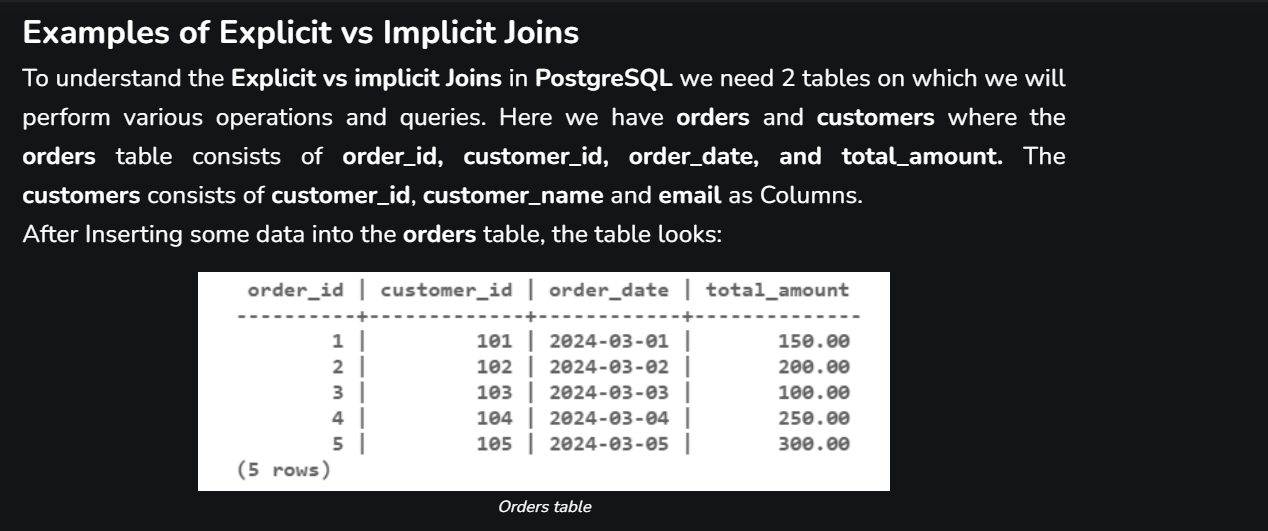 Examples of Explicit vs Implicit Joins
To understand the Explicit vs implicit Joins in PostgreSQL we need 2 tables on which we will
perform various operations and queries. Here we have orders and customers where the
orders table consists of order_id, customer_id, order_date, and total_amount. The
customers consists of customer_id, customer_name and email as Columns.
After Inserting some data into the orders table, the table looks:
order_id | customer_id | order_date | total_amount
----------+-------------+------------+--------------
1 | 101 | 2024-03-01 | 150.00
2 | 102 | 2024-03-02 | 200.00
3 | 103 | 2024-03-03 | 100.00
4 | 104 | 2024-03-04 | 250.00
5 | 105 | 2024-03-05 | 300.00
(5 rows)
Orders table